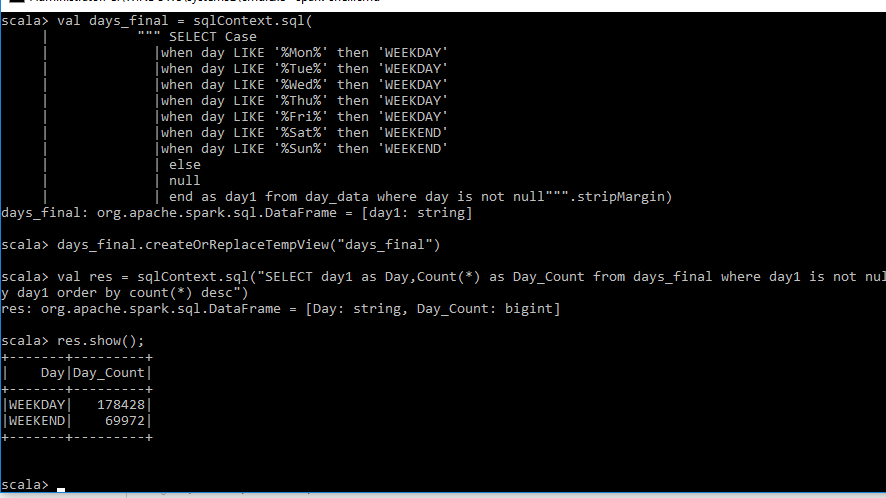 scala> val days_final = sqlContext.sql(
| """ SELECT Case
| |when day LIKE '%Mon%' then 'WEEKDAY'
| |when day LIKE '%Tue%' then 'WEEKDAY'
| |when day LIKE '%Wed%' then 'WEEKDAY'
| |when day LIKE '%Thu%' then 'WEEKDAY'
| |when day LIKE '%Fri%' then 'WEEKDAY'
| |when day LIKE '%Sat%' then 'WEEKEND'
| |when day LIKE '%Sun%' then 'WEEKEND'
| | else
| | null
| | end as day1 from day_data where day is not null""".stripMargin)
days_final: org.apache.spark.sql.DataFrame = [day1: string]
scala> days_final.createOrReplaceTempView("days_final")
scala> val res = sqlContext.sql("SELECT day1 as Day,Count(*) as Day_Count from days_final where day1 is not nul
y day1 order by count(*) desc")
res: org.apache.spark.sql.DataFrame = [Day: string, Day_Count: bigint]
scala> res.show();
+-------+---------+
| Day|Day_Count|
+-------+---------+
|WEEKDAY| 178428|
|WEEKEND| 69972|
+-------+---------+
scala>